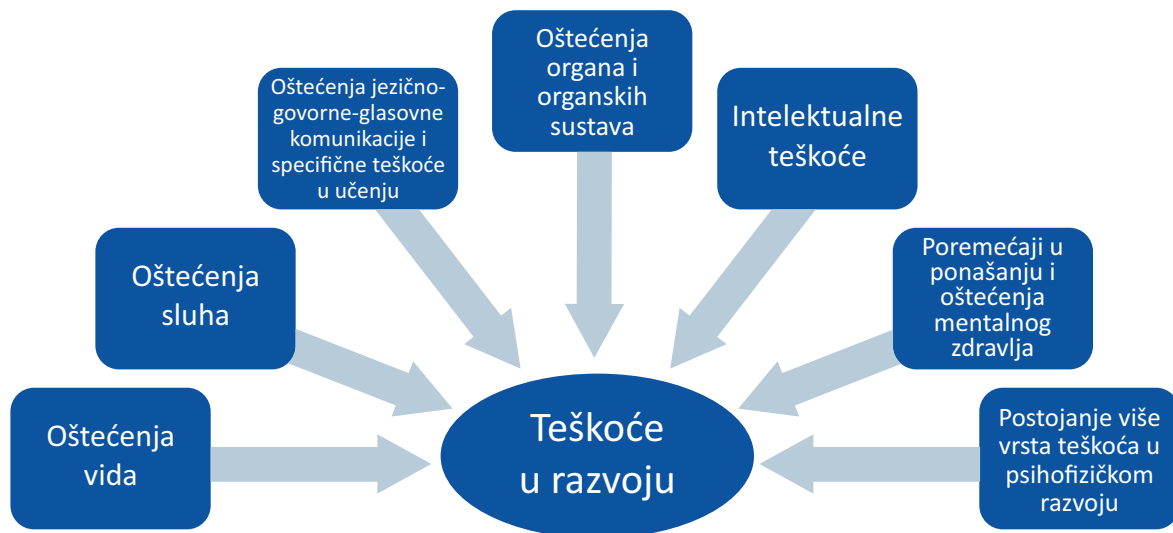 Oštećenja
vida
Oštećenja
sluha
Oštećenja jezično-
govorne-glasovne
komunikacije i
specifične teškoće
u učenju
Oštećenja
organa i
organskih
sustava
Intelektualne
teškoće
Poremećaji u
ponašanju i
oštećenja
mentalnog
zdravlja
Postojanje više
vrsta teškoća u
psihofizičkom
razvoju
Teškoće
u razvoju